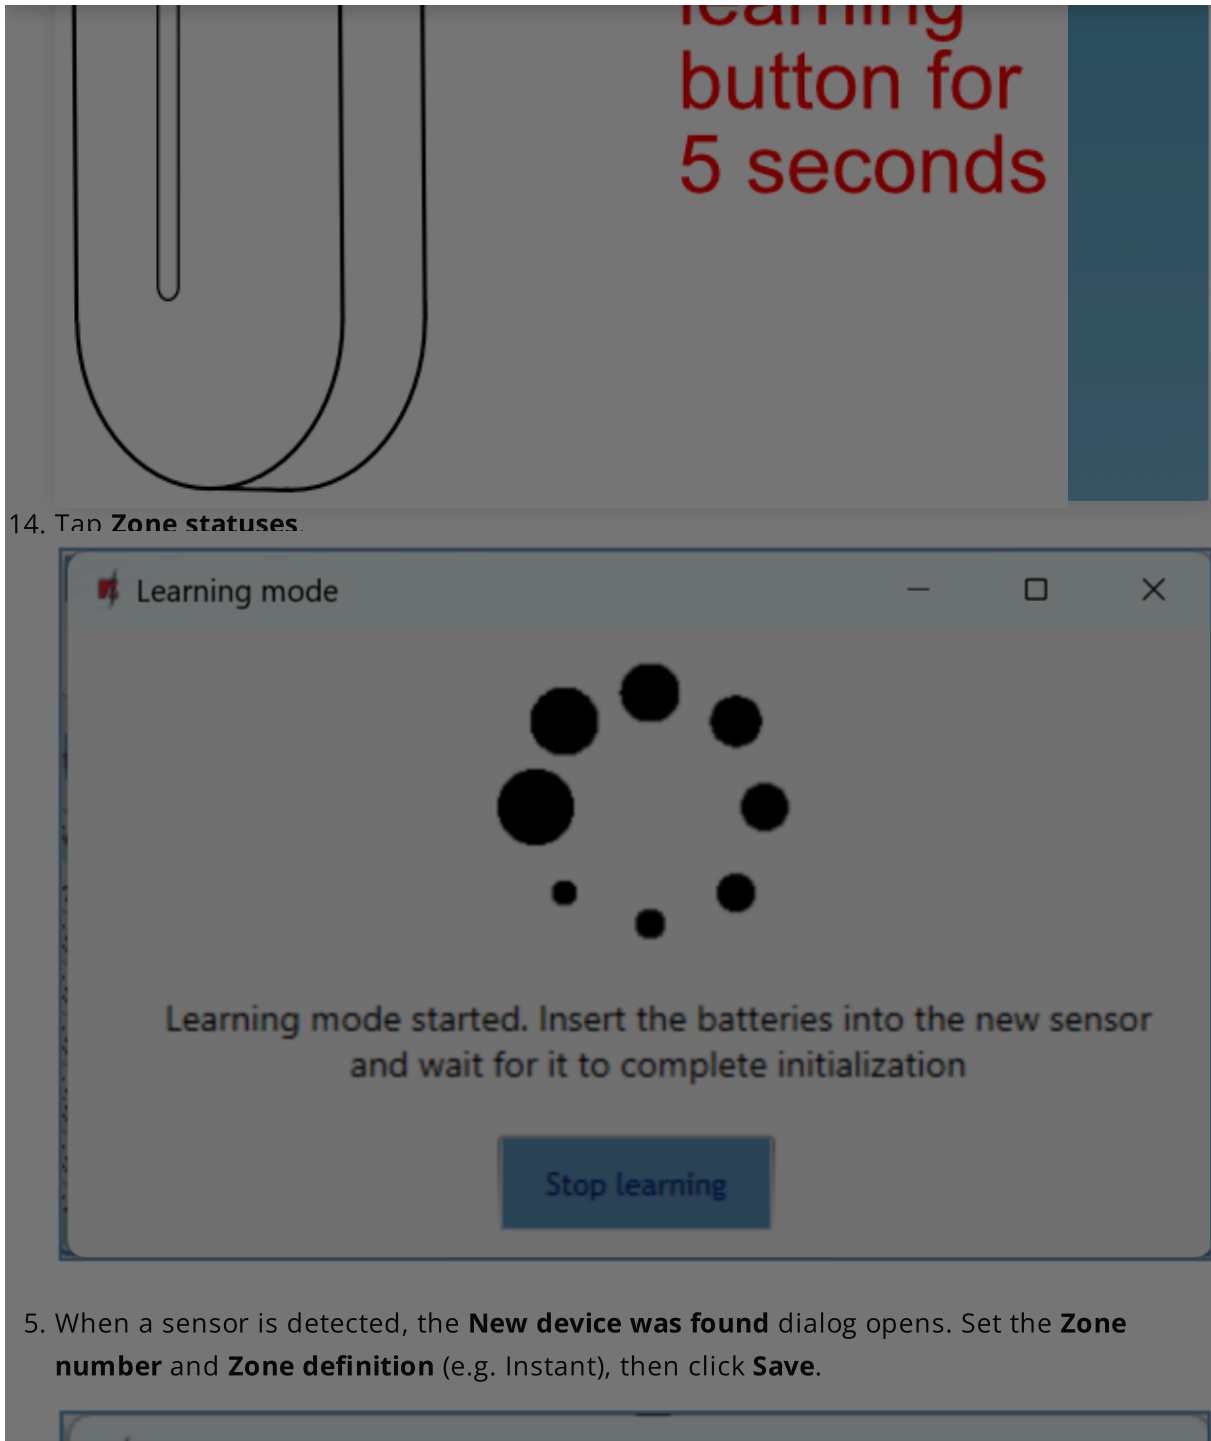 learning
button for
5 seconds
14. Tap Zone statuses.
Learning mode
Learning mode started. Insert the batteries into the new sensor
and wait for it to complete initialization
Stop learning
5. When a sensor is detected, the New device was found dialog opens. Set the Zone
number and Zone definition (e.g. Instant), then click Save.